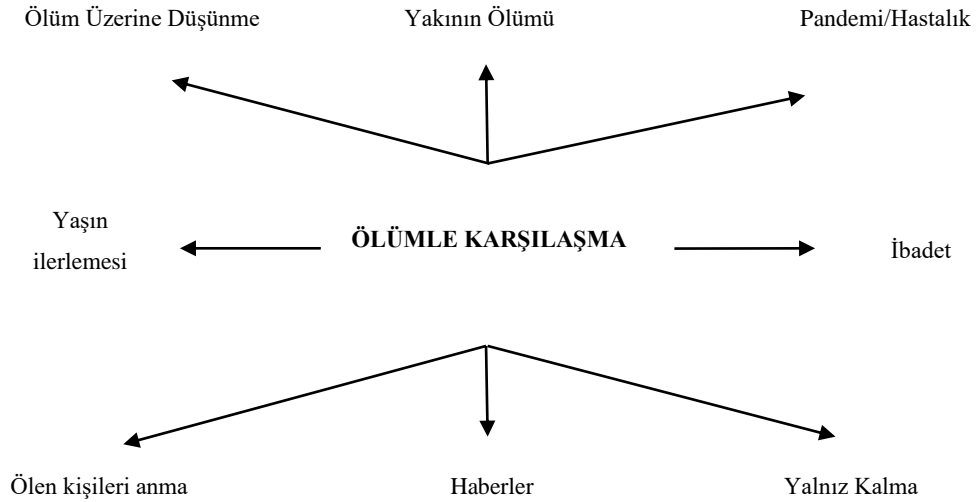 Ölüm Üzerine Düşünme
Yakının Ölümü
Pandemi/Hastalık
Yaşın
ilerlemesi
ÖLÜMLE KARŞILAŞMA
İbadet
Ölen kişileri anma
Haberler
Yalnız Kalma